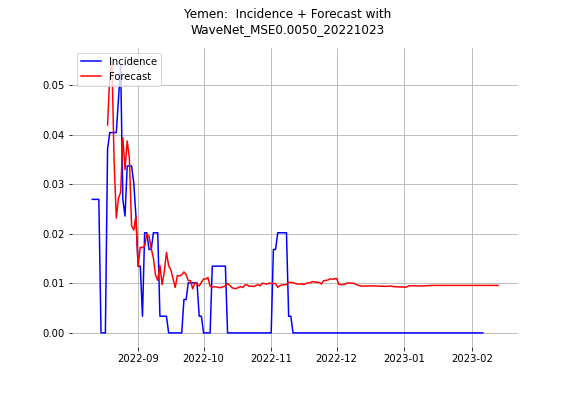 Yemen:  Incidence + Forecast with
WaveNet_MSE0.0050_20221023
Incidence
Forecast
0.05
0.04
0.03
0.02
0.01
0.00
2022-09 2022-10 2022-11 2022-12 2023-01 2023-02